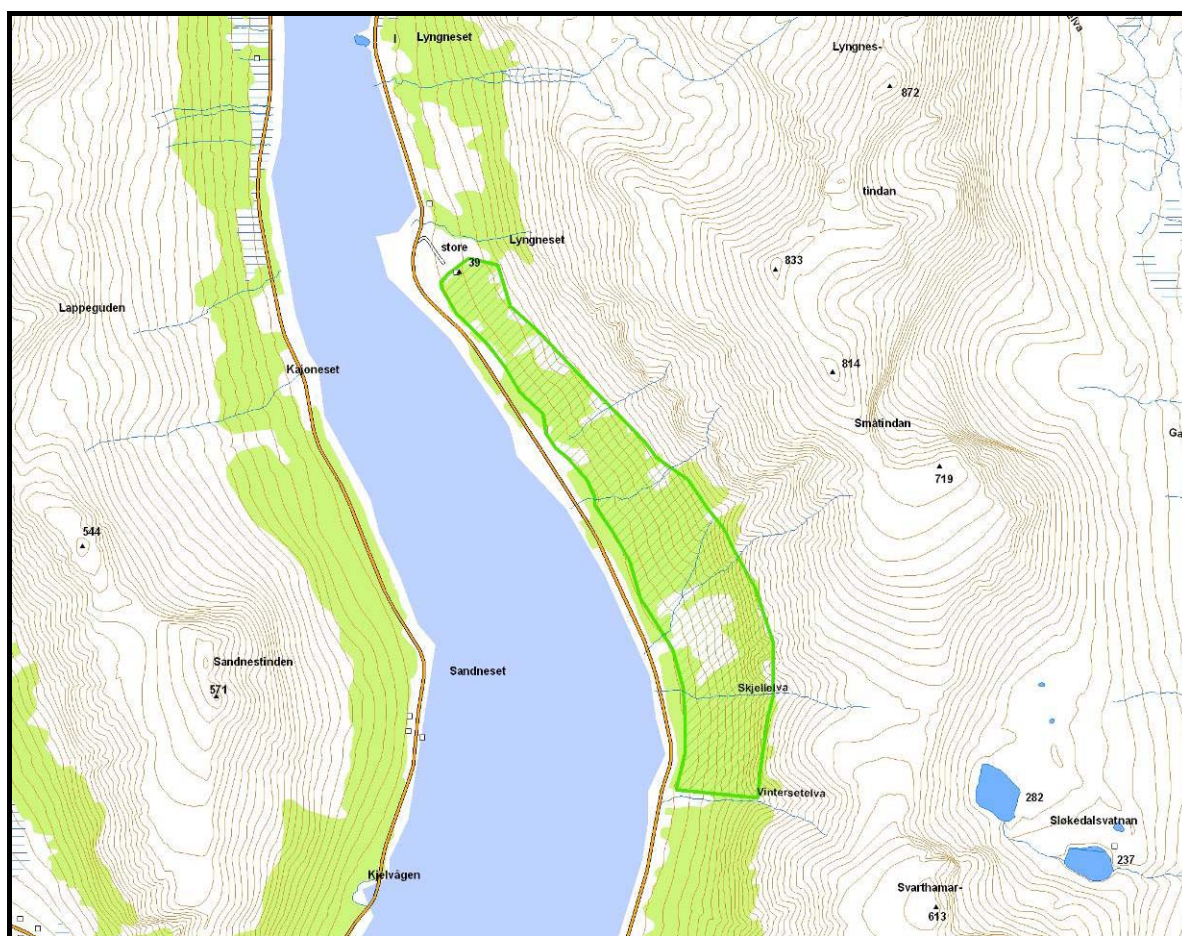 Lyngneset
Lyngnes-
elva
872
tindan
store
Lyngneset
39
833
Lappeguden
Kajoneset
814
Småtindan
Ga
719
544
Sandnestinden
571
Sandneset
Skjellelva
Vintersetelva
282
Sløkedalsvatnan
237
Kjelvågen
Svarthamar-
613